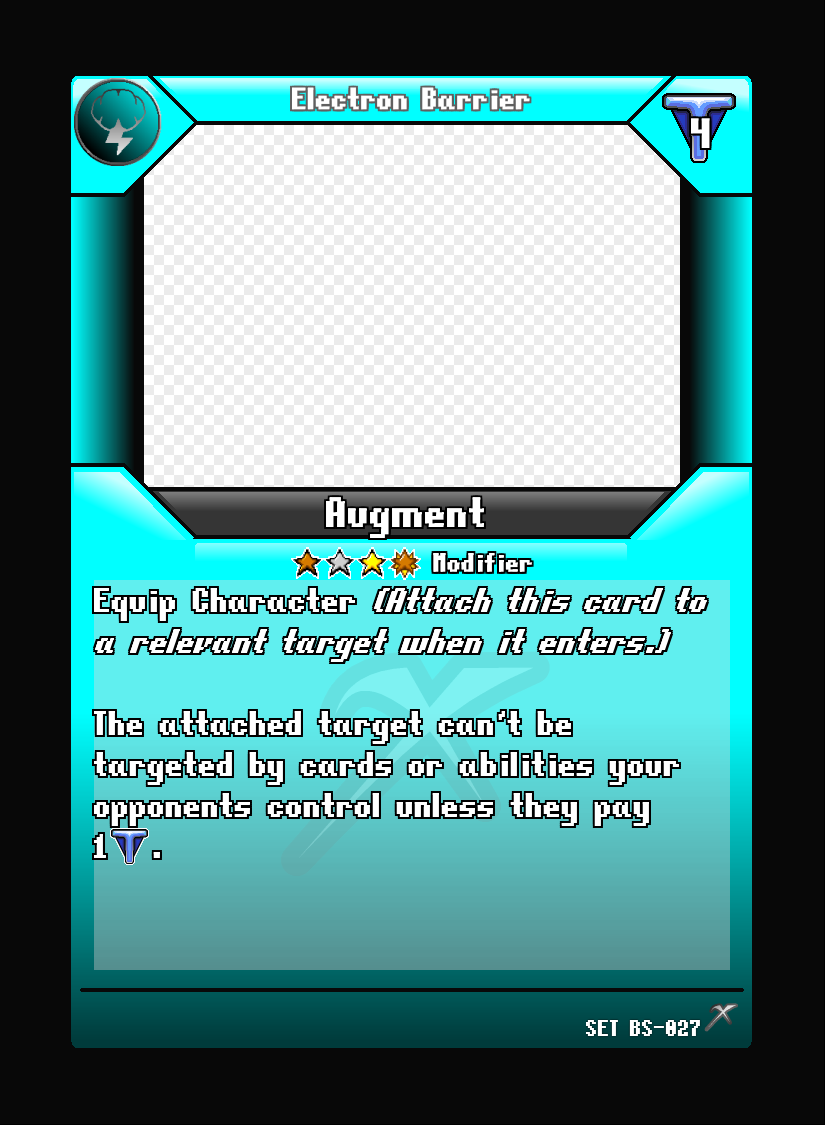 Electron Barrier
4
Augment
Modifier
Equip Character (Attach this card to
a relevant target when it enters.)
The attached target can't be
targeted by cards or abilities your
opponents control unless they pay
1T.
SET BS-027